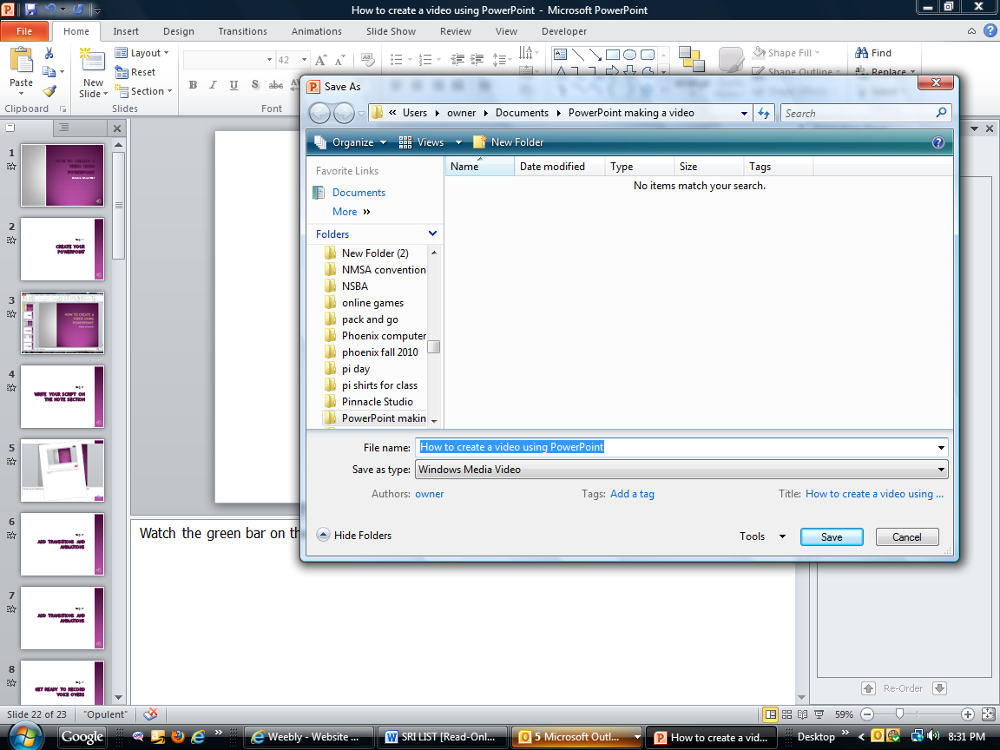 How to create a video using PowerPoint - Microsoft PowerPoint
File Home Insert Design Transitions Animations Slide Show Review View Developer
Paste
Clipboard
New
Slide
Layout
Reset
Section
Slides
42
B I U S abc
Font
Shape Fill
Shape Outline
Find
Replace
Save As
« Users owner Documents PowerPoint making a video
Search
Organize Views New Folder
Favorite Links
Documents
More »
Folders
New Folder (2)
NMSA convention
NSBA
online games
pack and go
Phoenix computer
phoenix fall 2010
pi day
pi shirts for class
Pinnacle Studio
PowerPoint makin
Name Date modified Type Size Tags
No items match your search.
File name: How to create a video using PowerPoint
Save as type: Windows Media Video
Authors: owner Tags: Add a tag Title: How to create a video using ...
Hide Folders
Tools Save Cancel
1
HOW TO CREATE A
VIDEO USING
POWERPOINT
2
CREATE YOUR
POWERPOINT
3
HOW TO CREATE A
VIDEO USING
POWERPOINT
4
WRITE YOUR SCRIPT ON
THE NOTE SECTION
5
6
ADD TRANSITIONS AND
ANIMATIONS
7
ADD TRANSITIONS AND
ANIMATIONS
8
GET READY TO RECORD
VOICE OVERS
Watch the green bar on th
Re-Order
Slide 22 of 23 "Opulent" 59%
Google
Weebly - Website ...
SRI LIST [Read-Onl...
5 Microsoft Outl...
How to create a vid...
Desktop
8:31 PM